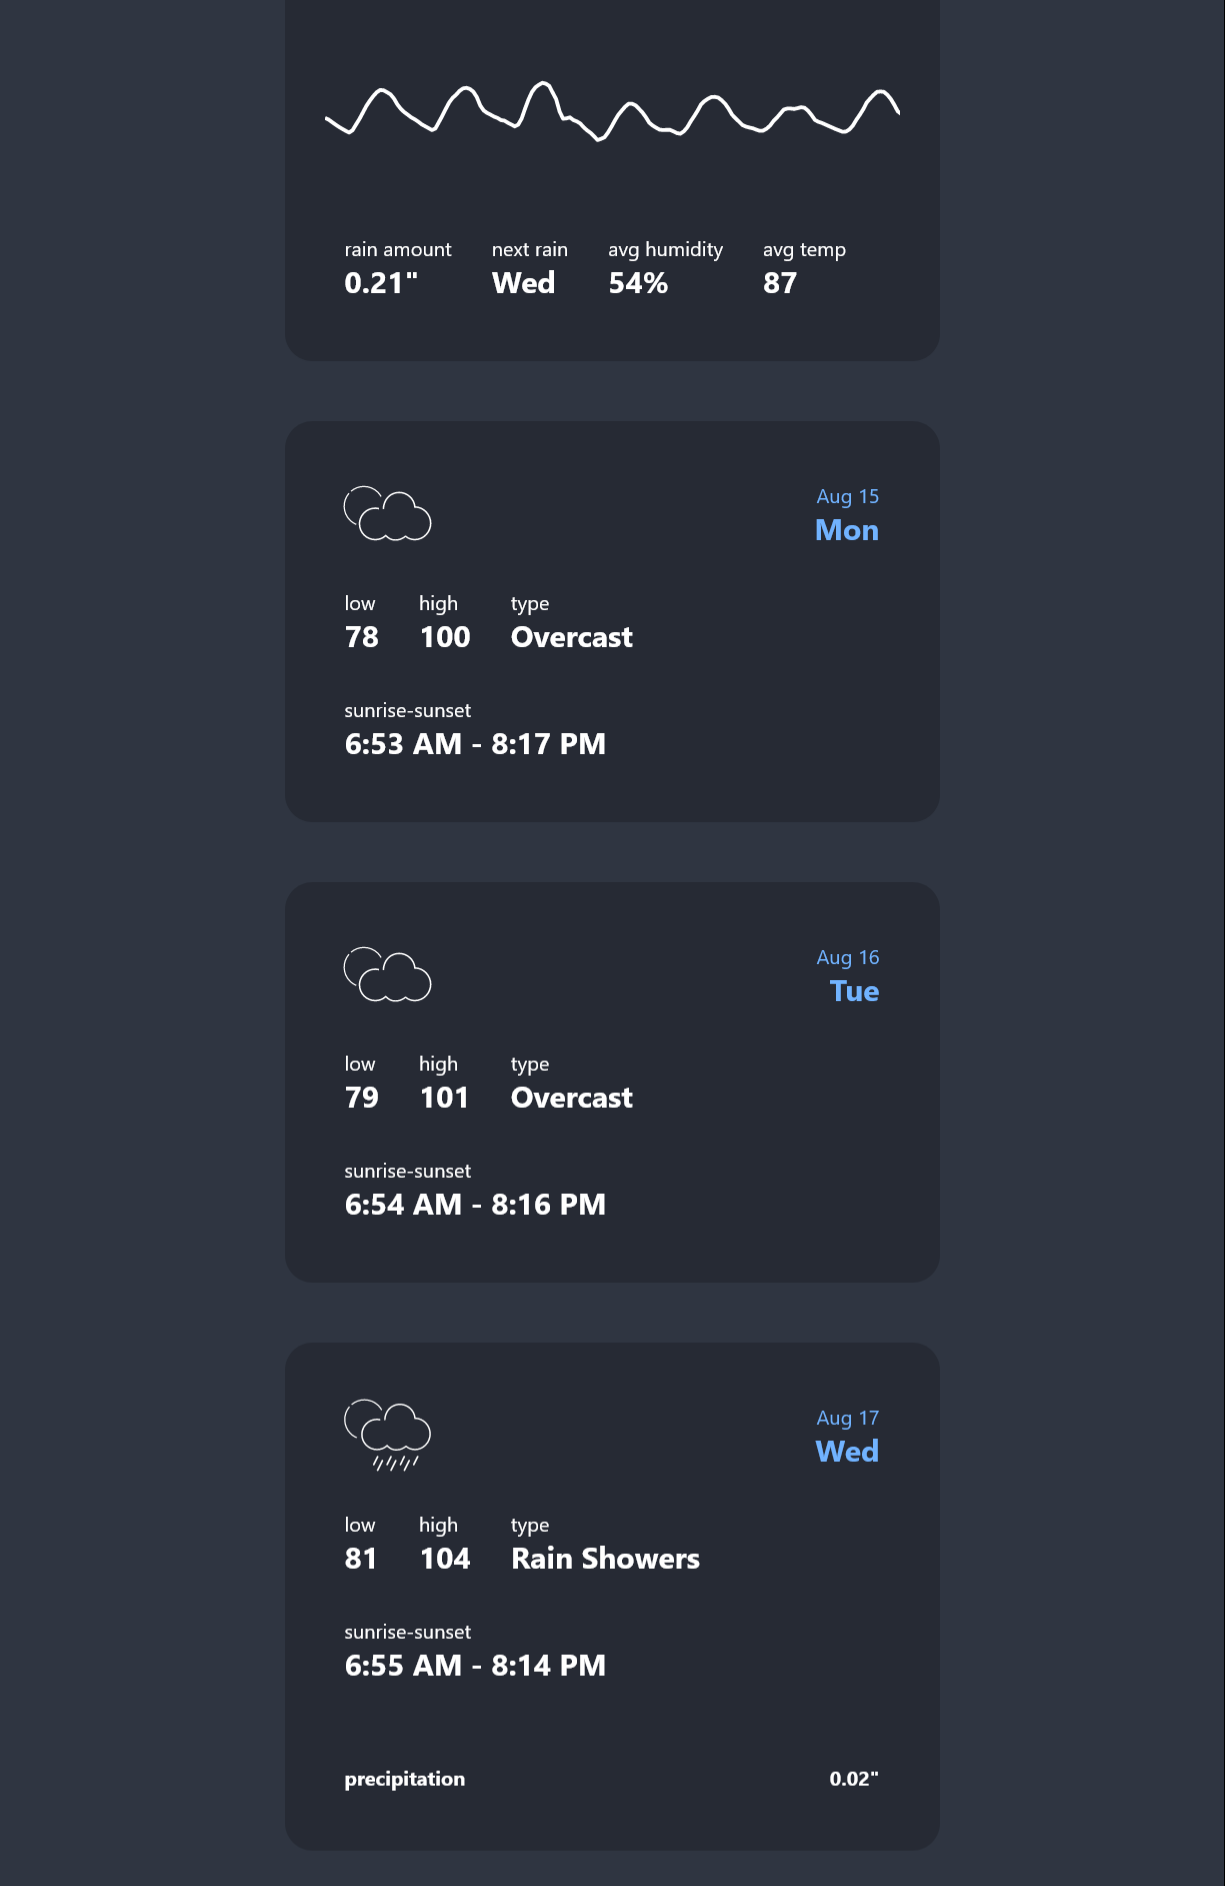 rain amount next rain avg humidity avg temp
0.21" Wed 54% 87
Aug 15
Mon
low high type
78 100 Overcast
sunrise-sunset
6:53 AM - 8:17 PM
Aug 16
Tue
low high type
79 101 Overcast
sunrise-sunset
6:54 AM - 8:16 PM
Aug 17
Wed
low high type
81 104 Rain Showers
sunrise-sunset
6:55 AM - 8:14 PM
precipitation 0.02"